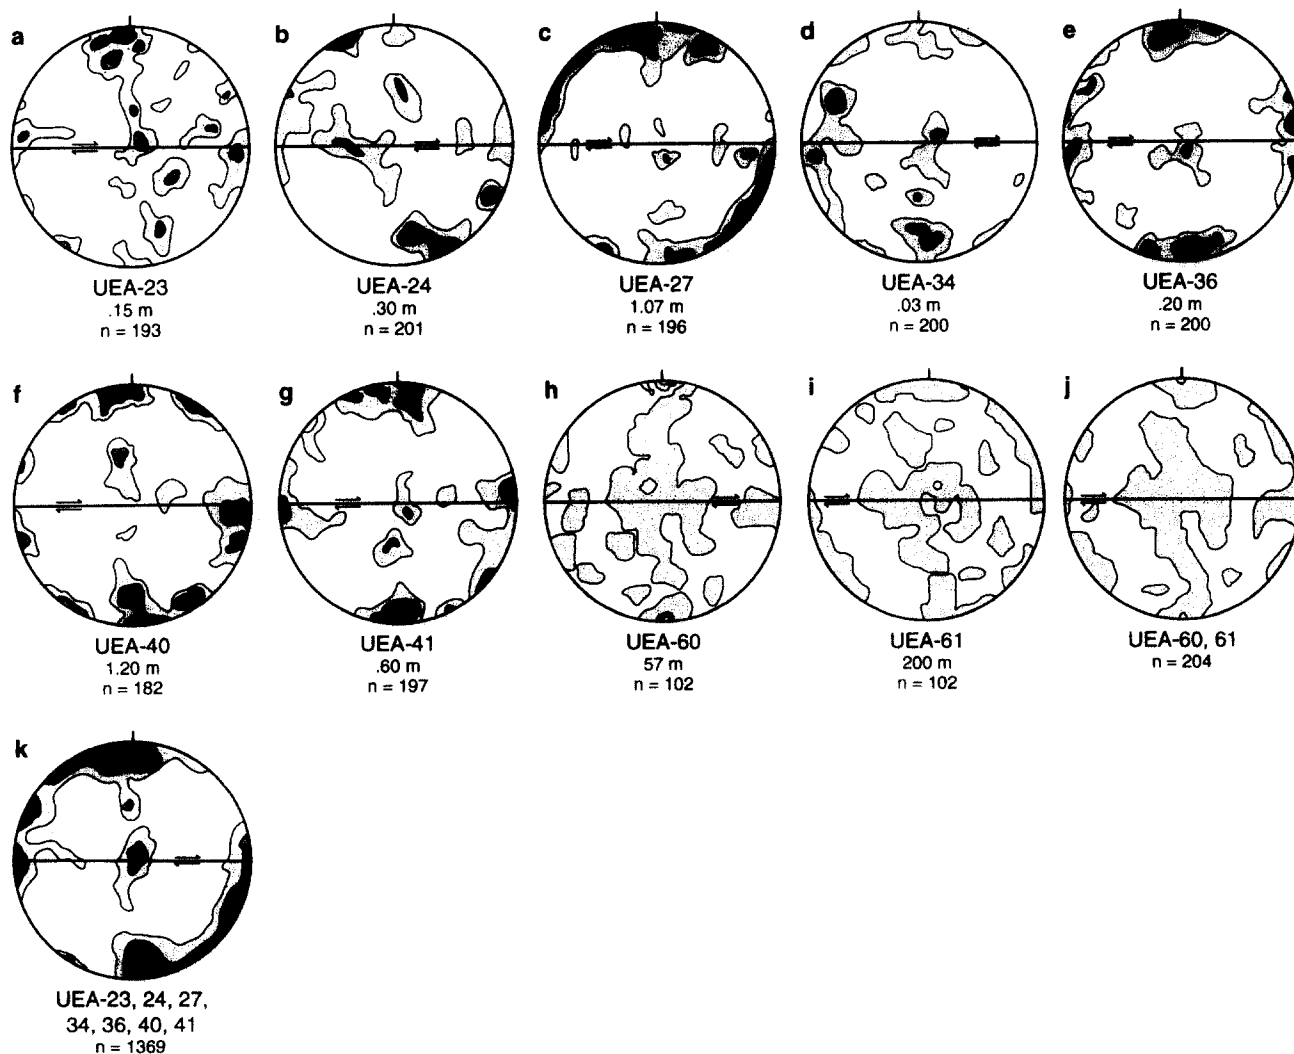 a
UEA-23
.15 m
n = 193
b
UEA-24
.30 m
n = 201
c
UEA-27
1.07 m
n = 196
d
UEA-34
.03 m
n = 200
e
UEA-36
.20 m
n = 200
f
UEA-40
1.20 m
n = 182
g
UEA-41
.60 m
n = 197
h
UEA-60
57 m
n = 102
i
UEA-61
200 m
n = 102
j
UEA-60, 61
n = 204
k
UEA-23, 24, 27,
34, 36, 40, 41
n = 1369